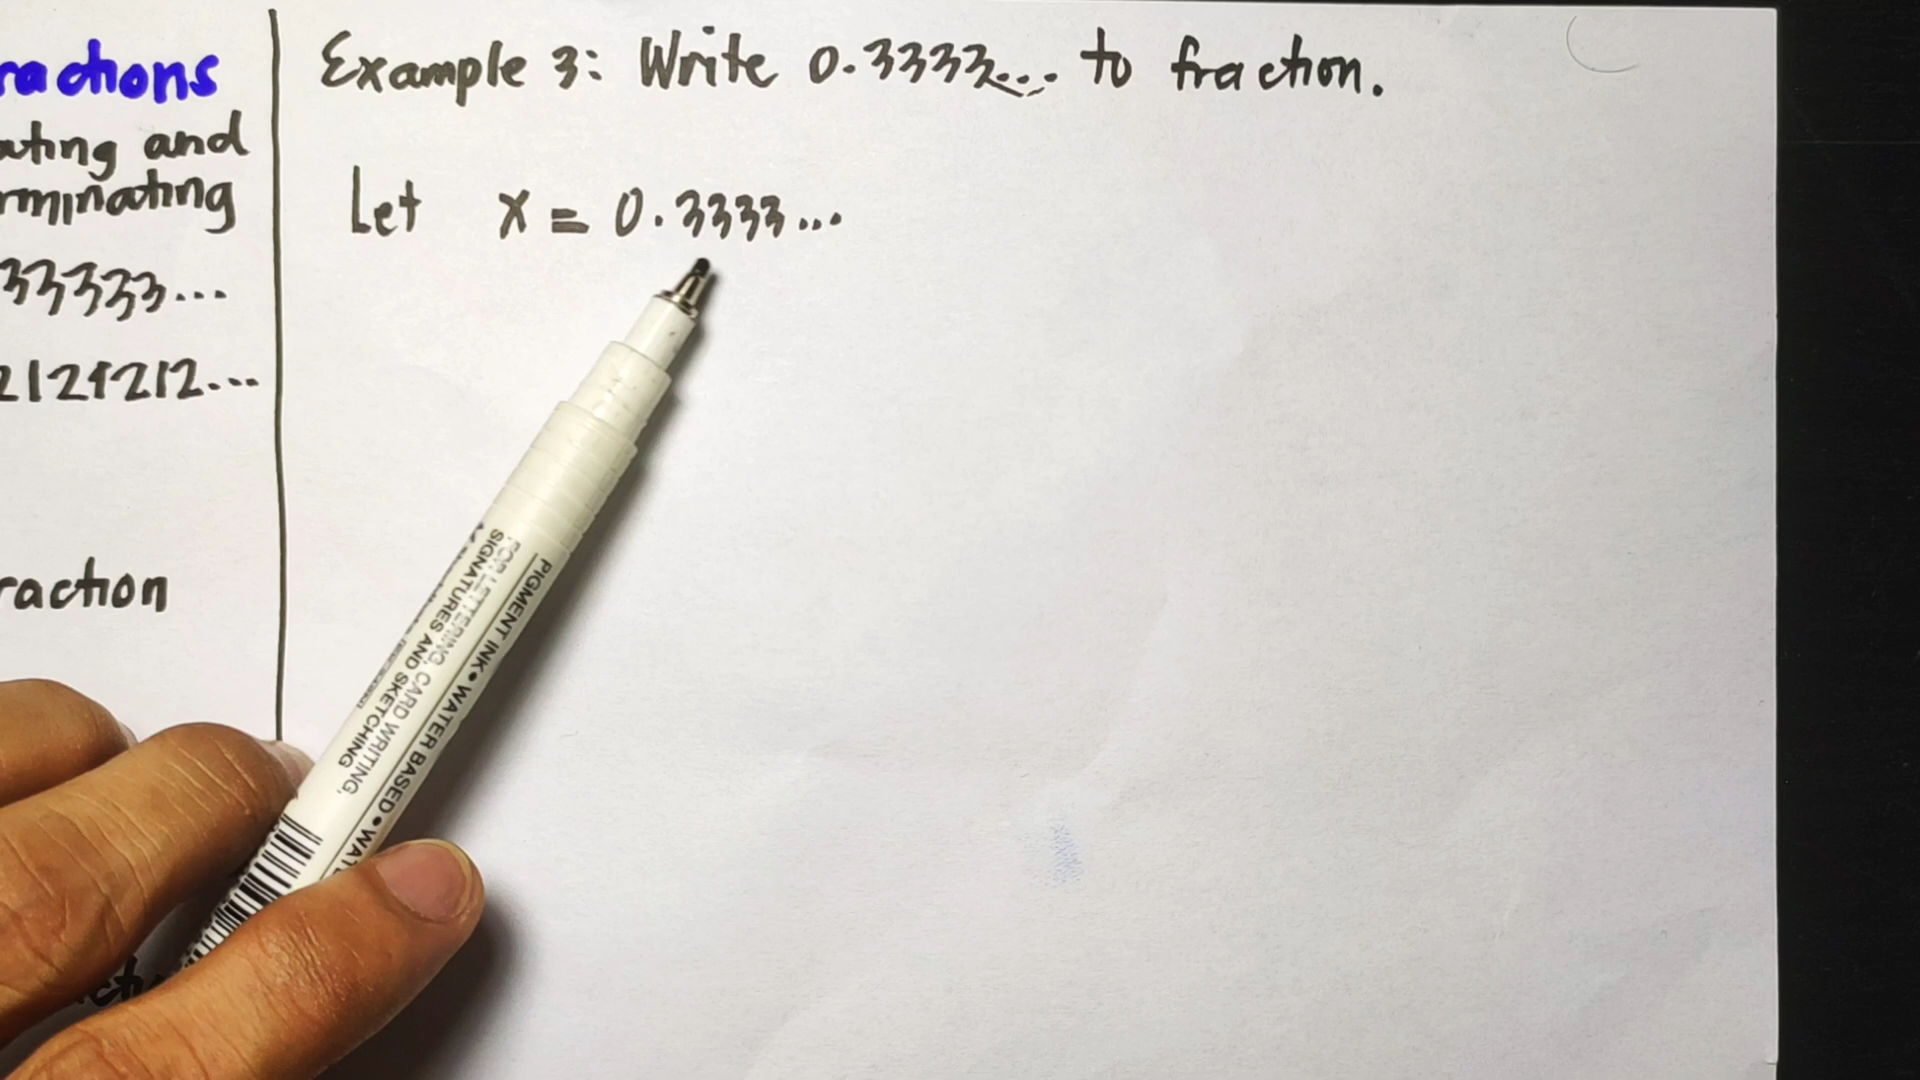 ractions
ating and
rminating
33333...
2121212...
raction
Example 3: Write 0.3333... to fraction.
Let x = 0.3333...
PIGMENT INK • WATER BASED • WAT
FOR LETTERING, CARD WRITING,
SIGNATURES AND SKETCHING